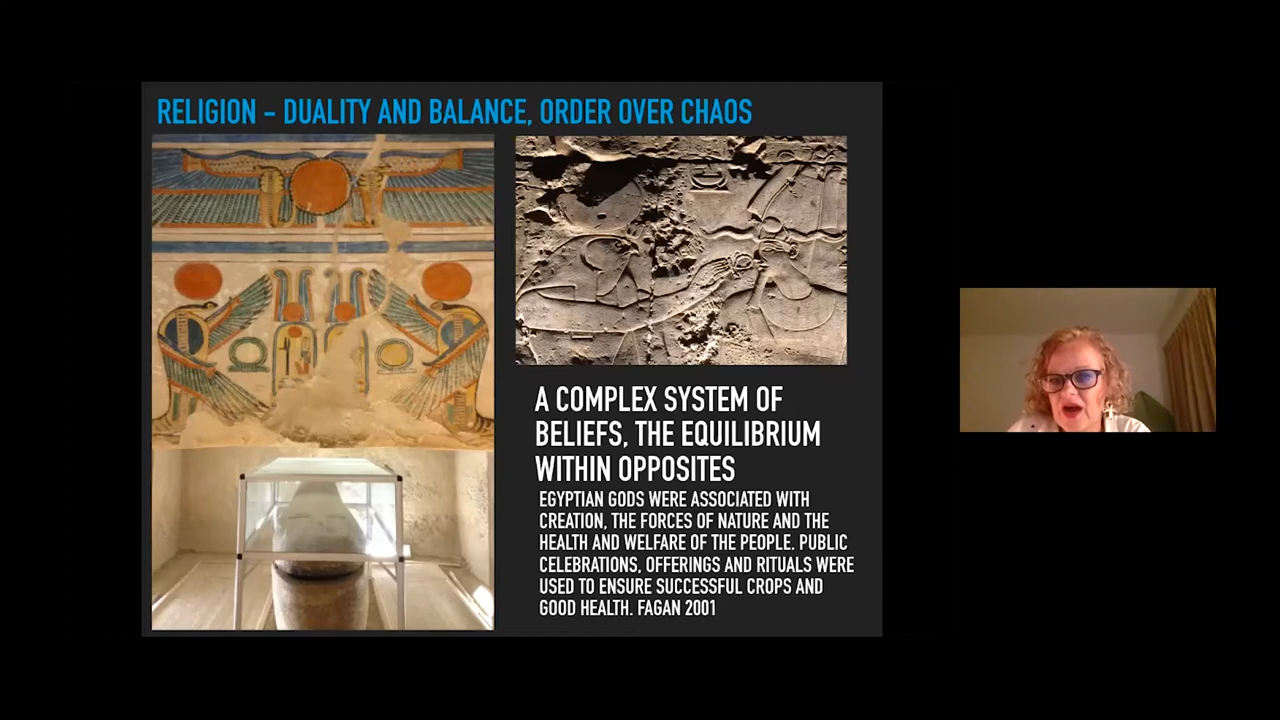 RELIGION - DUALITY AND BALANCE, ORDER OVER CHAOS
A COMPLEX SYSTEM OF
BELIEFS, THE EQUILIBRIUM
WITHIN OPPOSITES
EGYPTIAN GODS WERE ASSOCIATED WITH
CREATION, THE FORCES OF NATURE AND THE
HEALTH AND WELFARE OF THE PEOPLE. PUBLIC
CELEBRATIONS, OFFERINGS AND RITUALS WERE
USED TO ENSURE SUCCESSFUL CROPS AND
GOOD HEALTH. FAGAN 2001